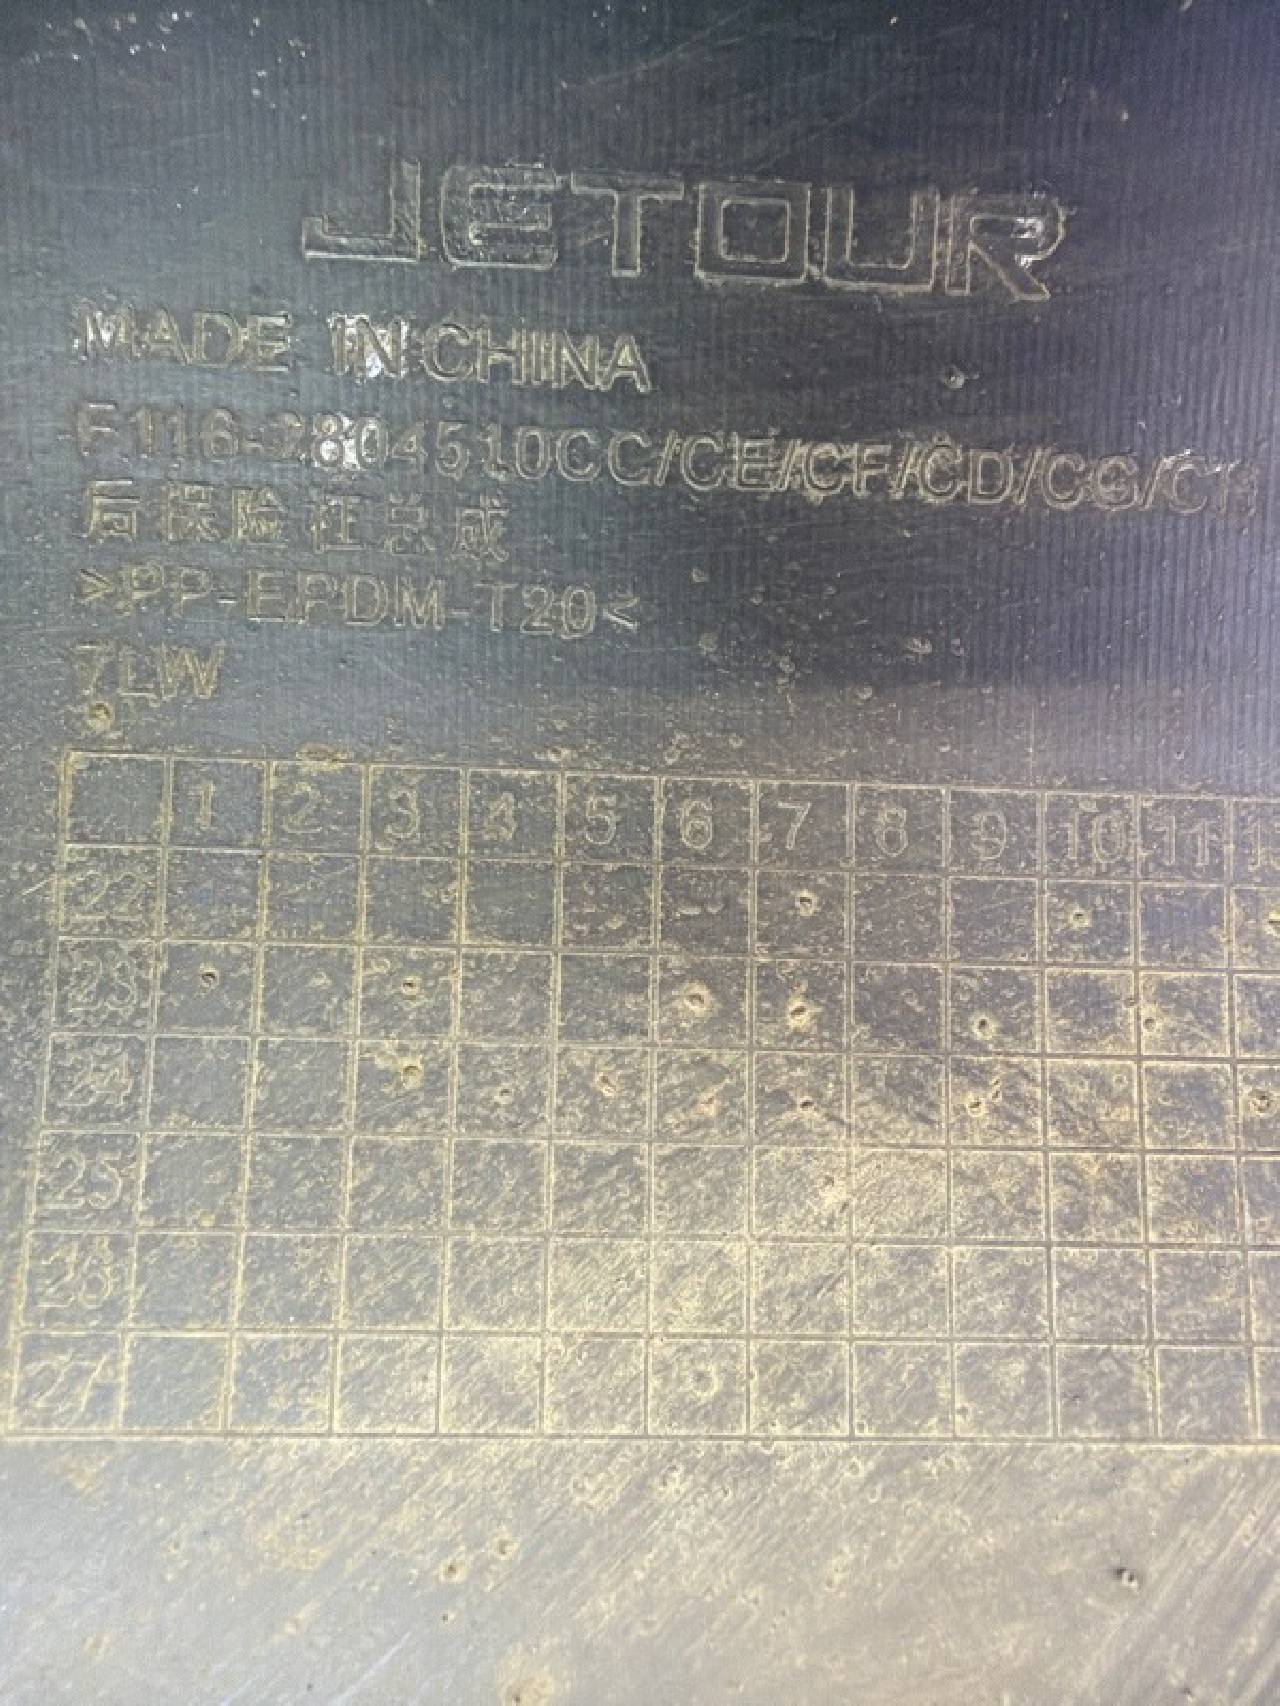 JETOUR
MADE IN CHINA
F116-2804510CC/CE/CF/CD/CG/CH
后保险杠总成
>PP-EPDM-T20<
7LW
1 2 3 4 5 6 7 8 9 10 11
22
23
24
25
26
27